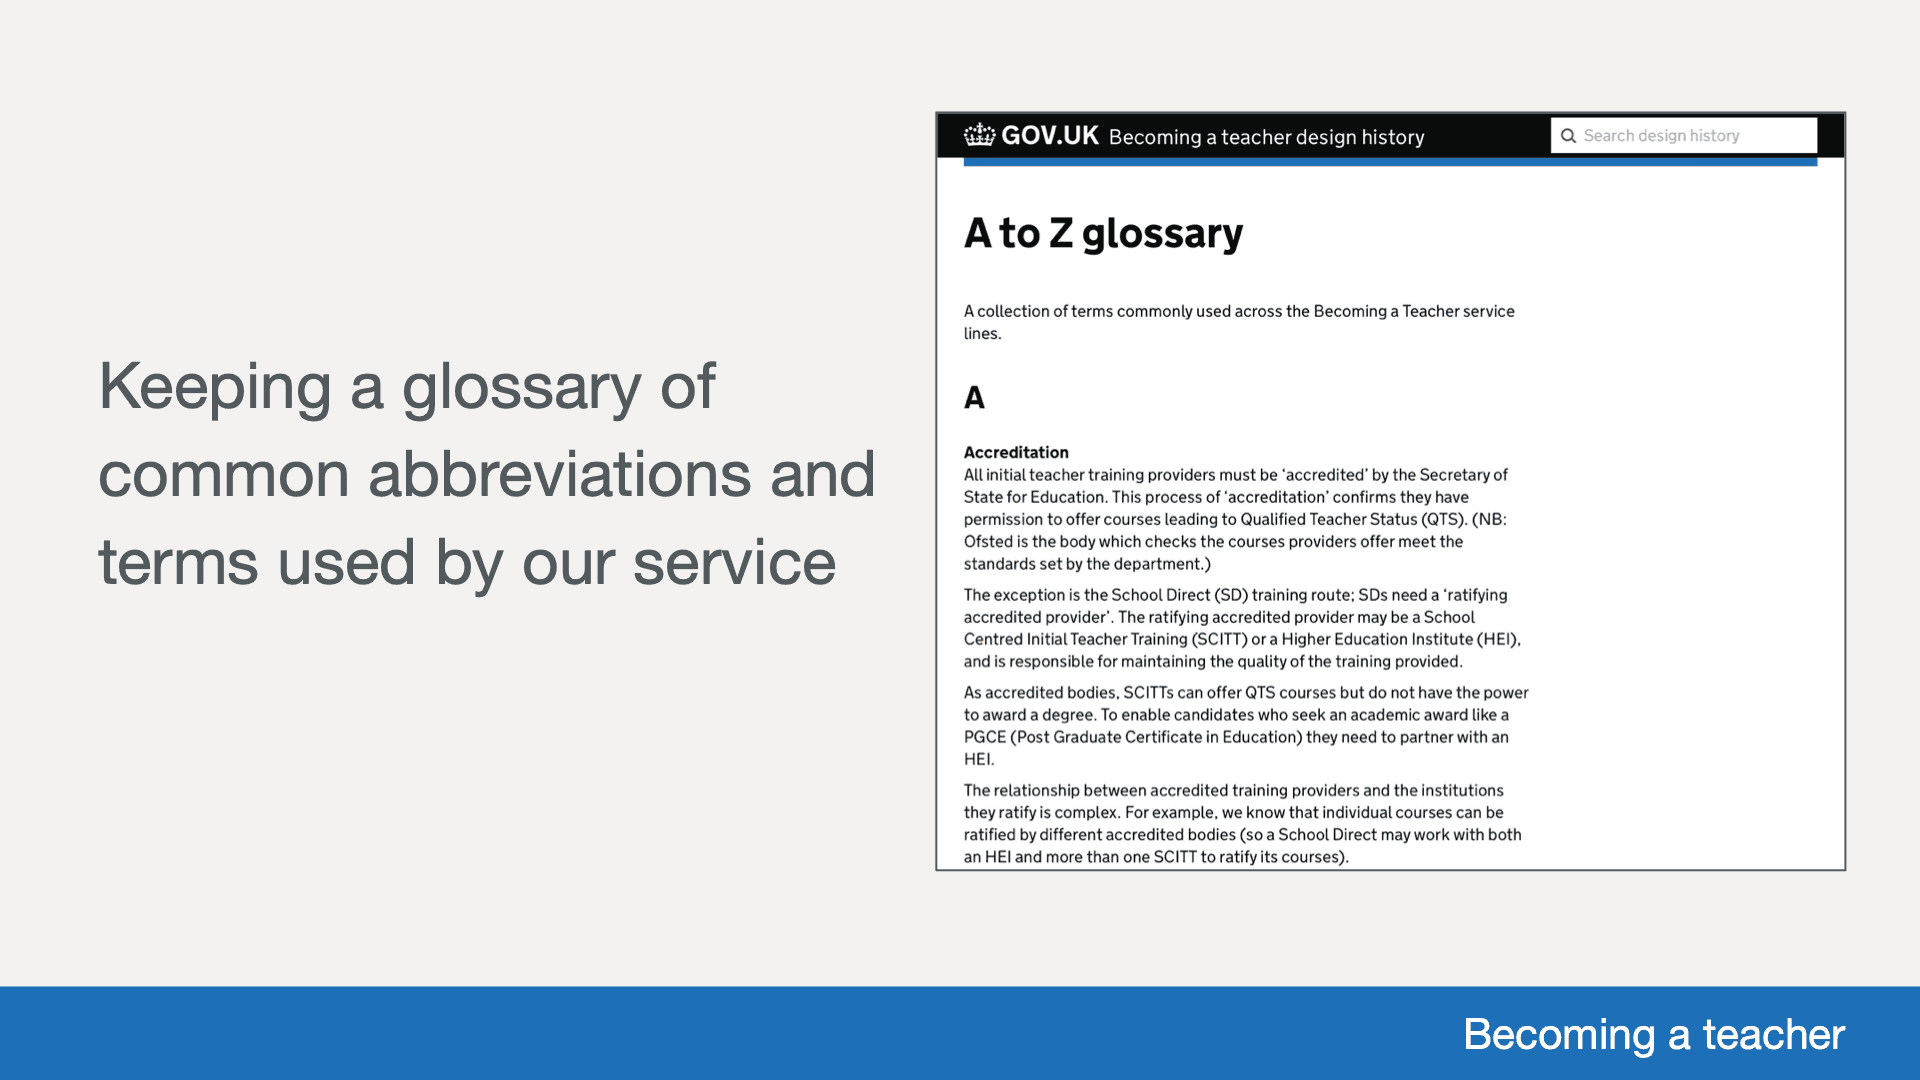 Keeping a glossary of
common abbreviations and
terms used by our service
GOV.UK Becoming a teacher design history
Search design history
A to Z glossary
A collection of terms commonly used across the Becoming a Teacher service
lines.
A
Accreditation
All initial teacher training providers must be ‘accredited’ by the Secretary of
State for Education. This process of ‘accreditation’ confirms they have
permission to offer courses leading to Qualified Teacher Status (QTS). (NB:
Ofsted is the body which checks the courses providers offer meet the
standards set by the department.)
The exception is the School Direct (SD) training route; SDs need a ‘ratifying
accredited provider’. The ratifying accredited provider may be a School
Centred Initial Teacher Training (SCITT) or a Higher Education Institute (HEI),
and is responsible for maintaining the quality of the training provided.
As accredited bodies, SCITTs can offer QTS courses but do not have the power
to award a degree. To enable candidates who seek an academic award like a
PGCE (Post Graduate Certificate in Education) they need to partner with an
HEI.
The relationship between accredited training providers and the institutions
they ratify is complex. For example, we know that individual courses can be
ratified by different accredited bodies (so a School Direct may work with both
an HEI and more than one SCITT to ratify its courses).
Becoming a teacher